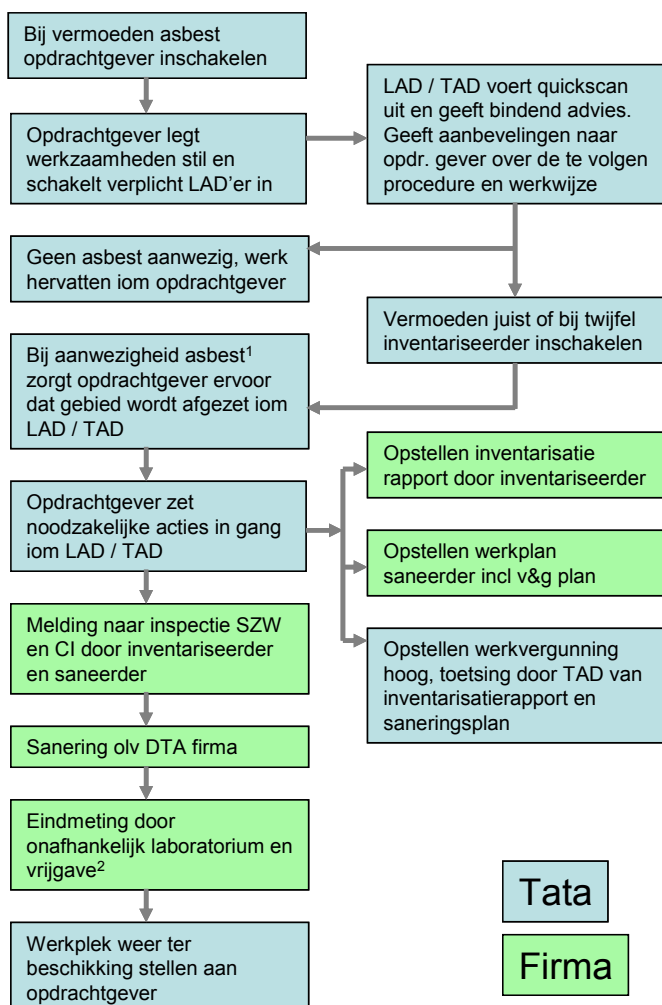 Bij vermoeden asbest
opdrachtgever inschakelen
Opdrachtgever legt
werkzaamheden stil en
schakelt verplicht LAD’er in
LAD / TAD voert quickscan
uit en geeft bindend advies.
Geeft aanbevelingen naar
opdr. gever over de te volgen
procedure en werkwijze
Geen asbest aanwezig, werk
hervatten iom opdrachtgever
Vermoeden juist of bij twijfel
inventariseerder inschakelen
Bij aanwezigheid asbest¹
zorgt opdrachtgever ervoor
dat gebied wordt afgezet iom
LAD / TAD
Opdrachtgever zet
noodzakelijke acties in gang
iom LAD / TAD
Opstellen inventarisatie
rapport door inventariseerder
Opstellen werkplan
saneerder incl v&g plan
Opstellen werkvergunning
hoog, toetsing door TAD van
inventarisatierapport en
saneringsplan
Melding naar inspectie SZW
en CI door inventariseerder
en saneerder
Sanering olv DTA firma
Eindmeting door
onafhankelijk laboratorium en
vrijgave²
Werkplek weer ter
beschikking stellen aan
opdrachtgever
Tata
Firma